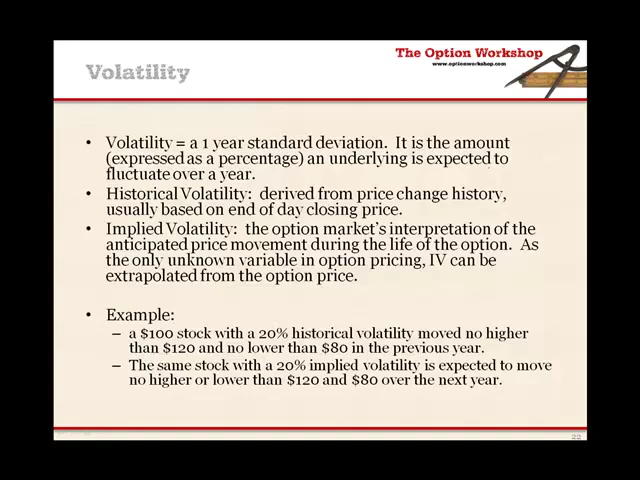 The Option Workshop
www.optionworkshop.com
Volatility
• Volatility = a 1 year standard deviation. It is the amount
(expressed as a percentage) an underlying is expected to
fluctuate over a year.
• Historical Volatility: derived from price change history,
usually based on end of day closing price.
• Implied Volatility: the option market's interpretation of the
anticipated price movement during the life of the option. As
the only unknown variable in option pricing, IV can be
extrapolated from the option price.
• Example:
– a $100 stock with a 20% historical volatility moved no higher
than $120 and no lower than $80 in the previous year.
– The same stock with a 20% implied volatility is expected to move
no higher or lower than $120 and $80 over the next year.